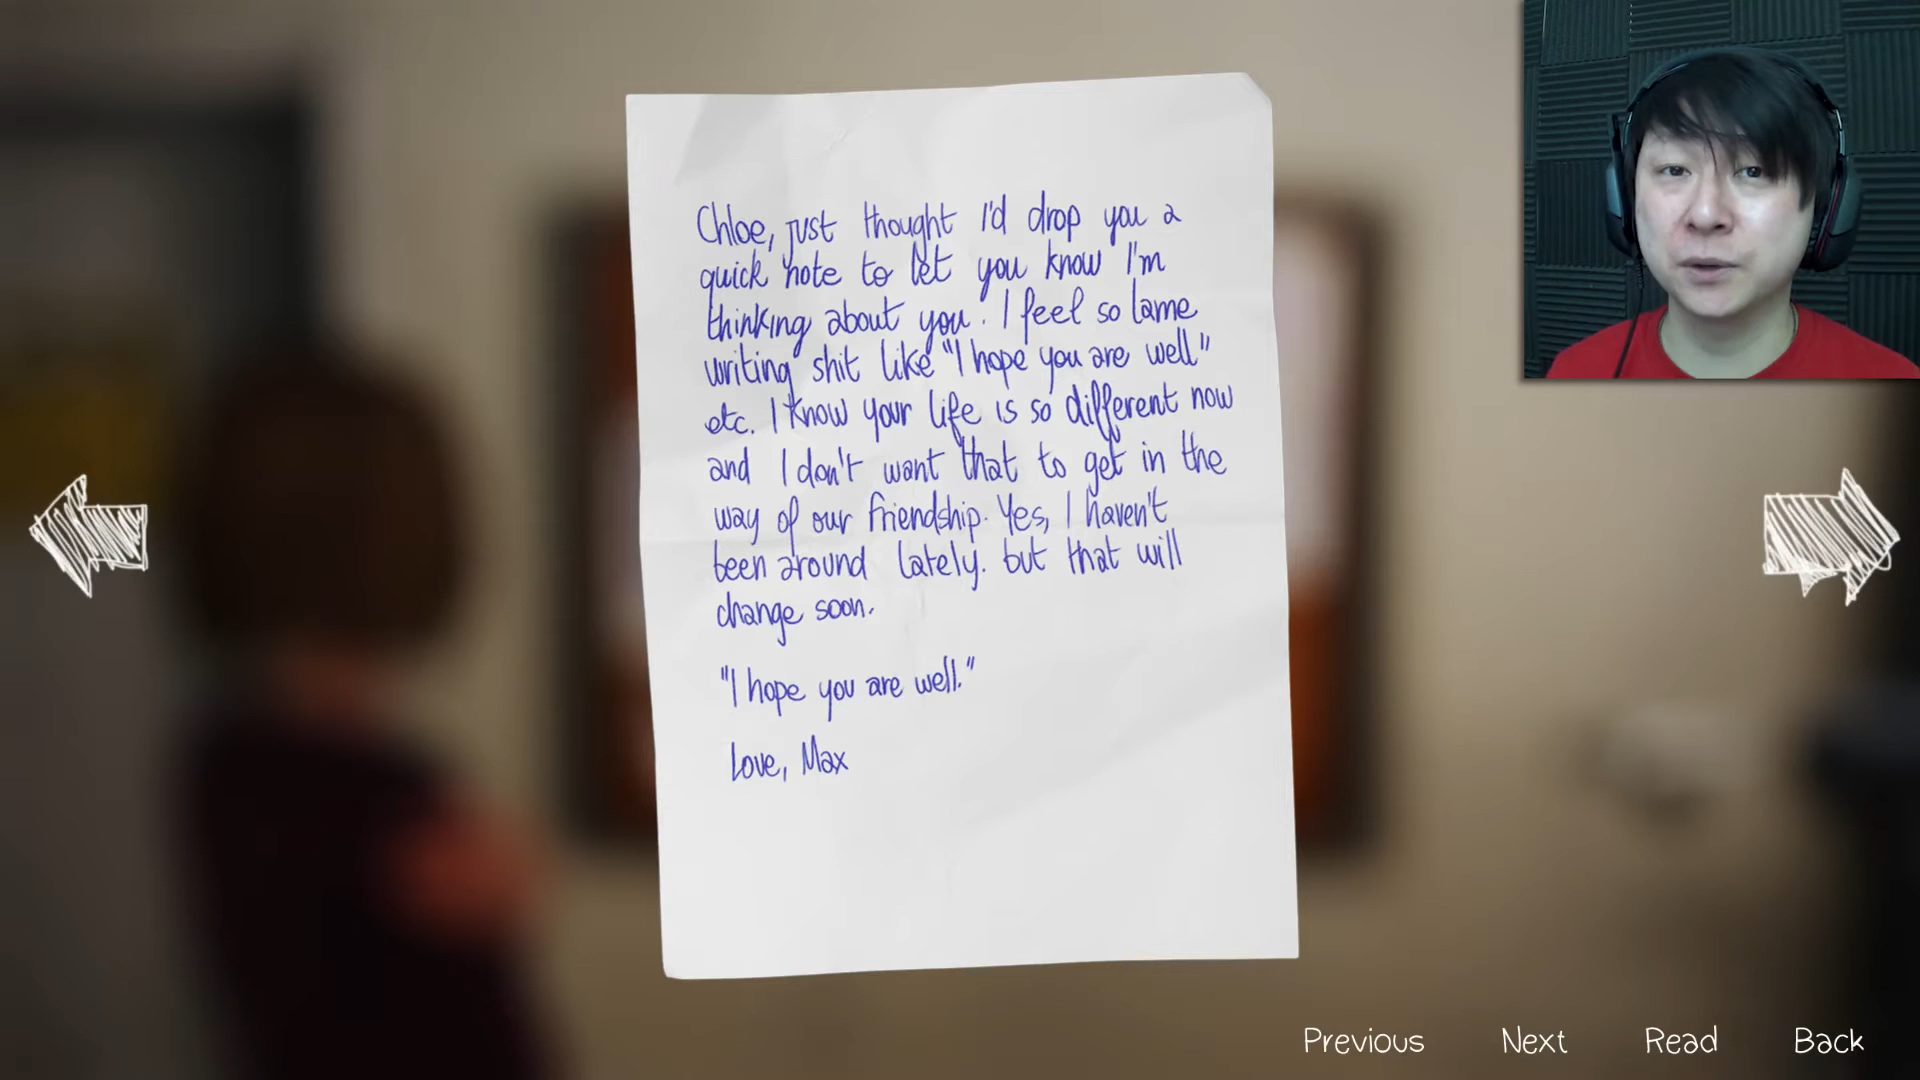 Chloe, just thought I'd drop you a
quick note to let you know I'm
thinking about you. I feel so lame
writing shit like "I hope you are well"
etc. I know your life is so different now
and I don't want that to get in the
way of our friendship. Yes, I haven't
been around lately. but that will
change soon.
"I hope you are well."
Love, Max
Previous Next Read Back